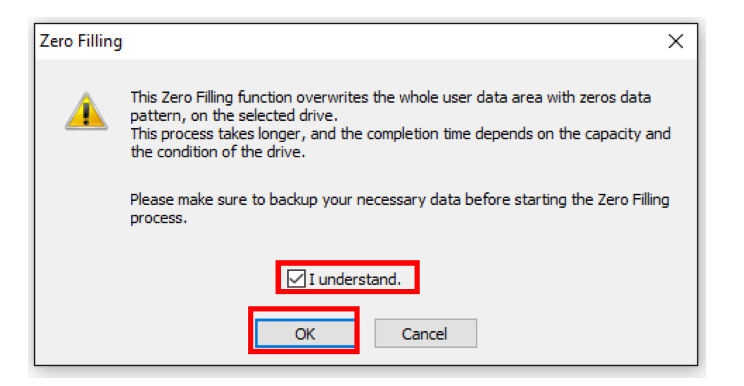 Zero Filling
This Zero Filling function overwrites the whole user data area with zeros data
pattern, on the selected drive.
This process takes longer, and the completion time depends on the capacity and
the condition of the drive.
Please make sure to backup your necessary data before starting the Zero Filling
process.
I understand.
OK
Cancel